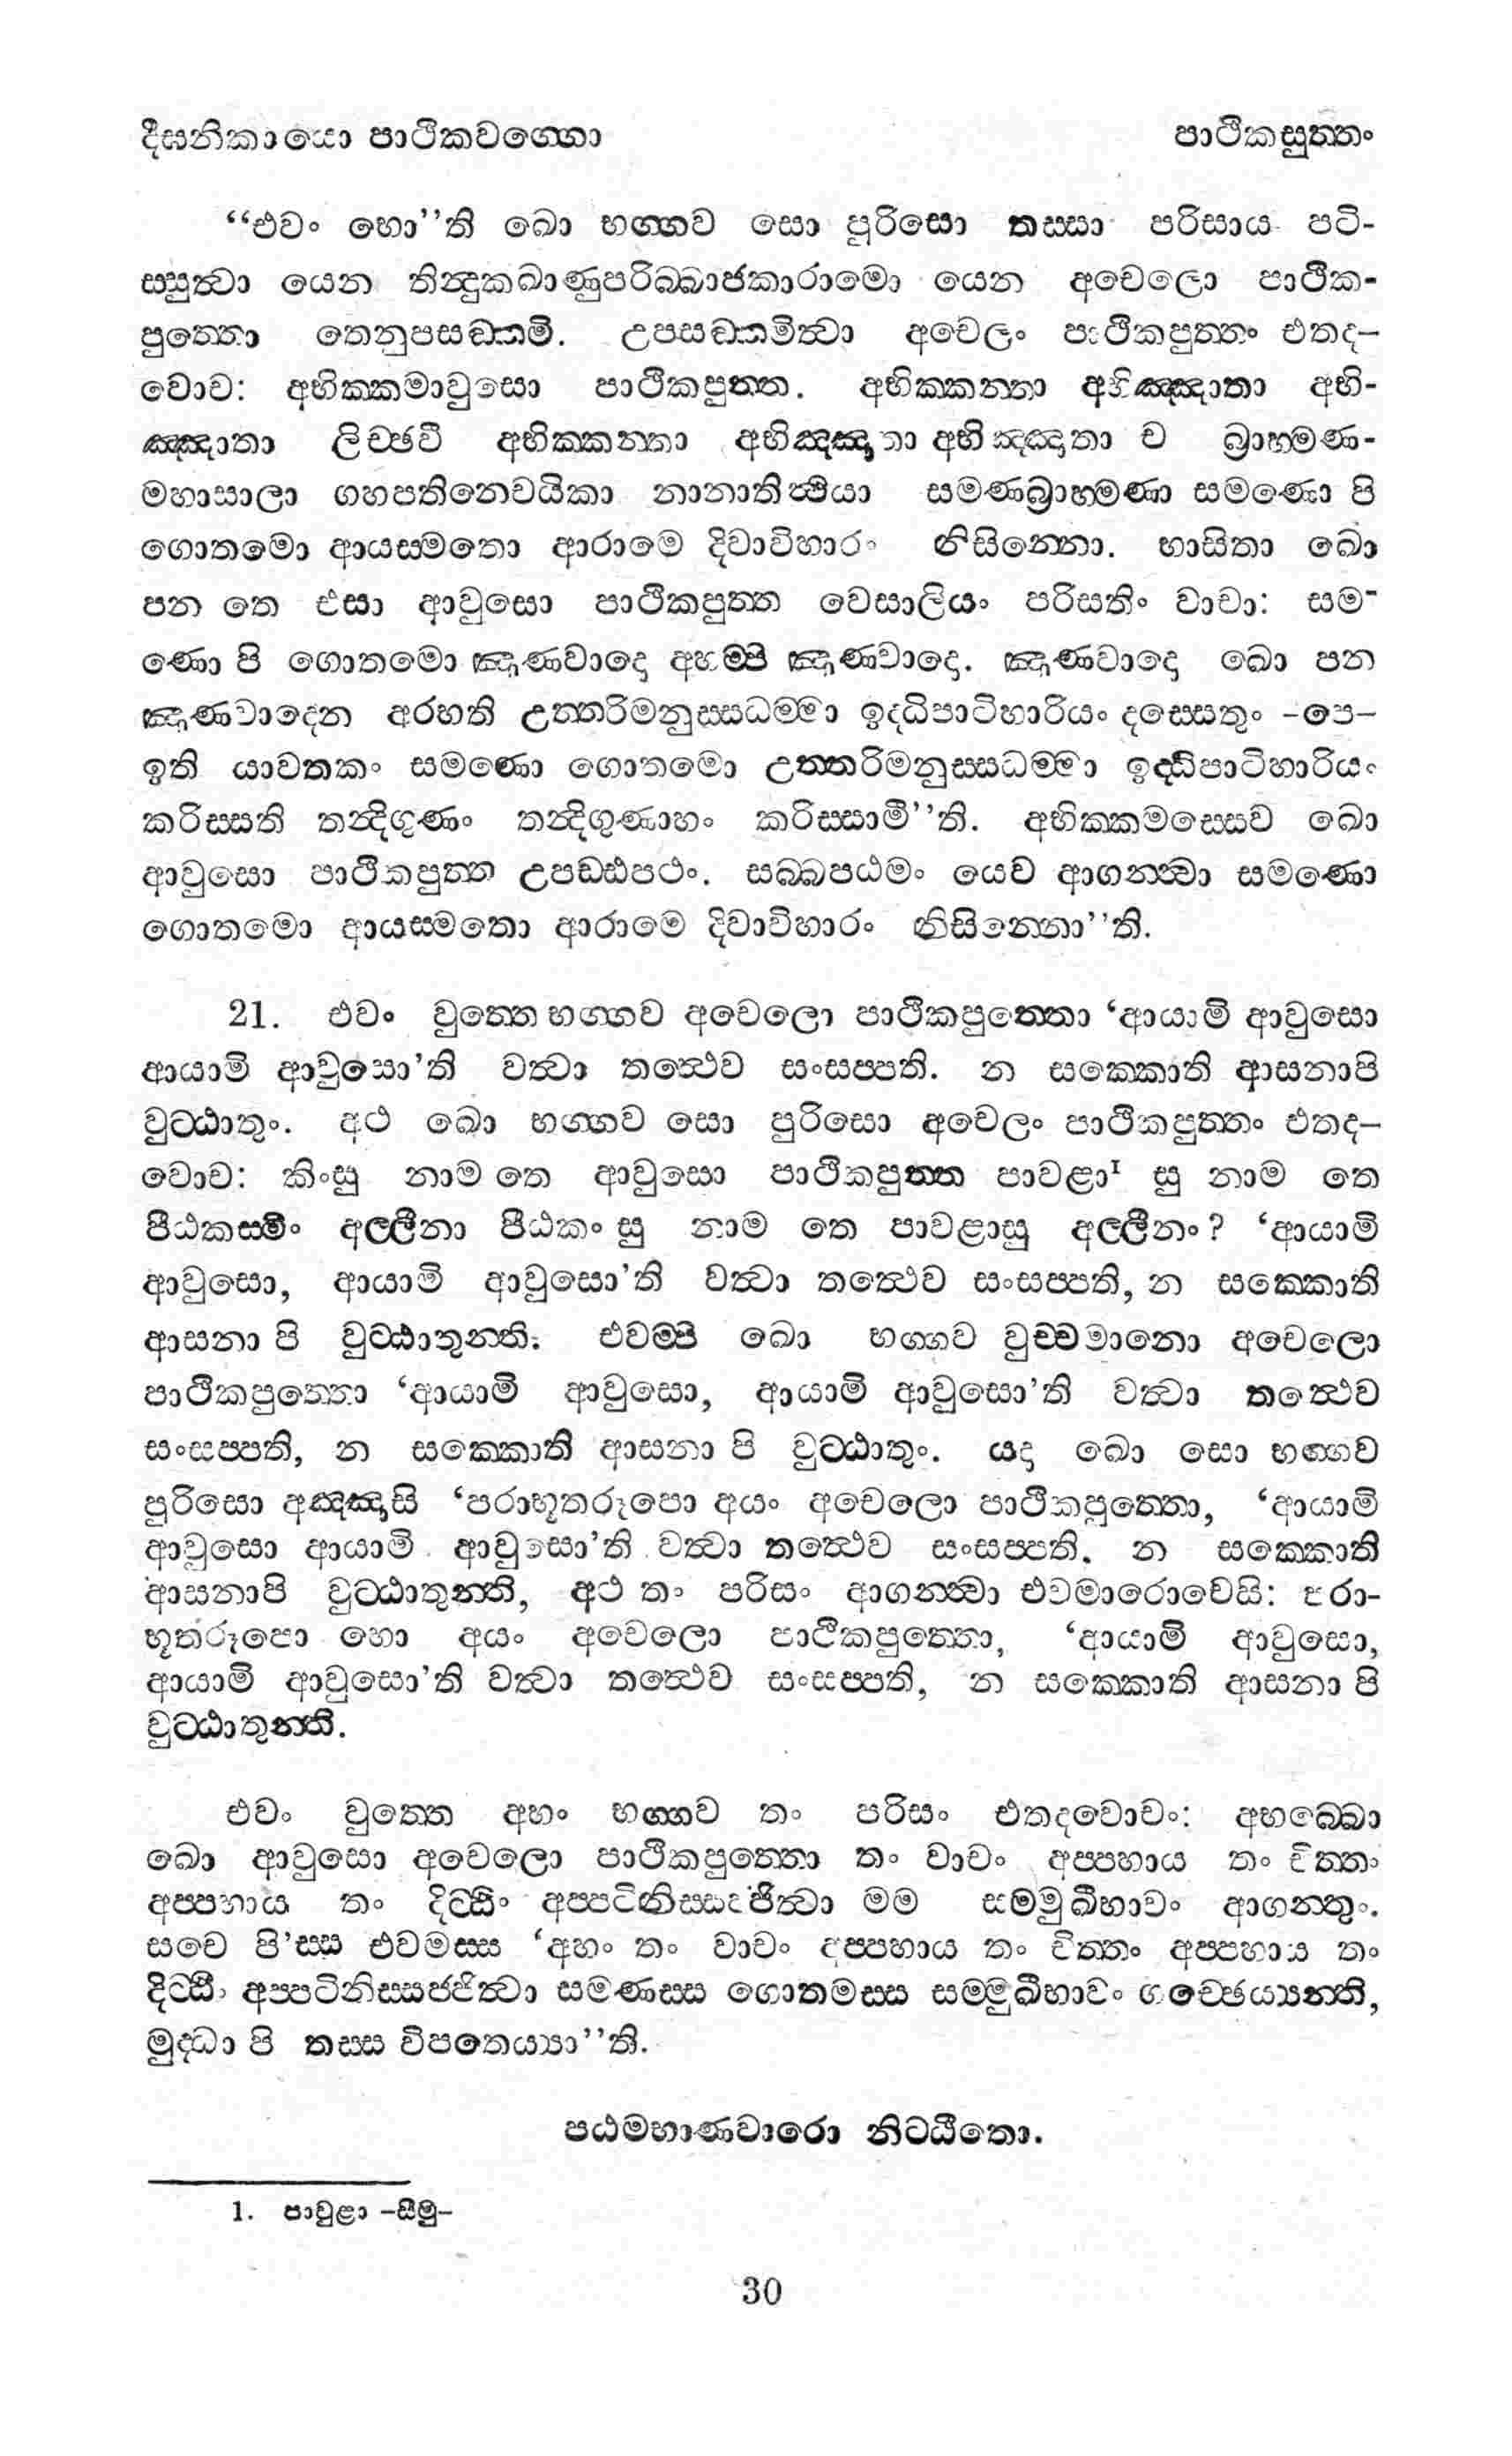 දීඝනිකායො පාථිකවග්ගො පාථිකසුත්තං
“එවං භො”ති ඛො භග්ගව සො පුරිසො තස්සා පරිසාය පටි-
ස්සුත්වා යෙන තින්දුකඛාණුපරිබ්බාජකාරාමො යෙන අචෙලො පාථික-
පුත්තො තෙනුපසඞ්කමි. උපසඞ්කමිත්වා අචෙලං පාථිකපුත්තං එතද–
වොච: අභික්කමාවුසො පාථිකපුත්ත. අභික්කන්තා අභිඤ්ඤාතා අභි-
ඤ්ඤාතා ලිච්ඡවී අභික්කන්තා අභිඤ්ඤාතා අභිඤ්ඤාතා ච බ්‍රාහ්මණ-
මහාසාලා ගහපතිනෙචයිකා නානාතිත්ථියා සමණබ්‍රාහ්මණා සමණො පි
ගොතමො ආයස්මතො ආරාමෙ දිවාවිහාරං නිසින්නො. භාසිතා ඛො
පන තෙ එසා ආවුසො පාථිකපුත්ත වෙසාලියං පරිසතිං වාචා: සම-
ණො පි ගොතමො ඤාණවාදො අහම්පි ඤාණවාදො. ඤාණවාදො ඛො පන
ඤාණවාදෙන අරහති උත්තරිමනුස්සධම්මා ඉද්ධිපාටිහාරියං දස්සෙතුං –පෙ–
ඉති යාවතකං සමණො ගොතමො උත්තරිමනුස්සධම්මා ඉද්ධිපාටිහාරියං
කරිස්සති තන්දිගුණං තන්දිගුණාහං කරිස්සාමී”ති. අභික්කමස්සෙව ඛො
ආවුසො පාථිකපුත්ත උපඩ්ඪපථං. සබ්බපඨමං යෙව ආගන්ත්වා සමණො
ගොතමො ආයස්මතො ආරාමෙ දිවාවිහාරං නිසින්නො”ති.
21. එවං වුත්තෙ භග්ගව අචෙලො පාථිකපුත්තො ‘ආයාමි ආවුසො
ආයාමි ආවුසො’ති වත්වා තත්ථෙව සංසප්පති. න සක්කොති ආසනාපි
වුට්ඨාතුං. අථ ඛො භග්ගව සො පුරිසො අචෙලං පාථිකපුත්තං එතද–
වොච: කිංසු නාම තෙ ආවුසො පාථිකපුත්ත පාවළා¹ සු නාම තෙ
පීඨකස්මිං අල්ලීනා පීඨකං සු නාම තෙ පාවළාසු අල්ලීනං? ‘ආයාමි
ආවුසො, ආයාමි ආවුසො’ති වත්වා තත්ථෙව සංසප්පති, න සක්කොති
ආසනා පි වුට්ඨාතුන්ති. එවම්පි ඛො භග්ගව වුච්චමානො අචෙලො
පාථිකපුත්තො ‘ආයාමි ආවුසො, ආයාමි ආවුසො’ති වත්වා තත්ථෙව
සංසප්පති, න සක්කොති ආසනා පි වුට්ඨාතුං. යදා ඛො සො භග්ගව
පුරිසො අඤ්ඤාසි ‘පරාභූතරූපො අයං අචෙලො පාථිකපුත්තො, ‘ආයාමි
ආවුසො ආයාමි ආවුසො’ති වත්වා තත්ථෙව සංසප්පති. න සක්කොති
ආසනාපි වුට්ඨාතුන්ති, අථ තං පරිසං ආගන්ත්වා එවමාරොචෙසි: පරා-
භූතරූපො හො අයං අචෙලො පාථිකපුත්තො, ‘ආයාමි ආවුසො,
ආයාමි ආවුසො’ති වත්වා තත්ථෙව සංසප්පති, න සක්කොති ආසනා පි
වුට්ඨාතුන්ති.
එවං වුත්තෙ අහං භග්ගව තං පරිසං එතදවොචං: අභබ්බො
ඛො ආවුසො අචෙලො පාථිකපුත්තො තං වාචං අප්පහාය තං චිත්තං
අප්පහාය තං දිට්ඨිං අප්පටිනිස්සජ්ජිත්වා මම සම්මුඛීභාවං ආගන්තුං.
සචෙ පි’ස්ස එවමස්ස ‘අහං තං වාචං අප්පහාය තං චිත්තං අප්පහාය තං
දිට්ඨිං අප්පටිනිස්සජ්ජිත්වා සමණස්ස ගොතමස්ස සම්මුඛීභාවං ගච්ඡෙය්‍යන්ති,
මුද්ධා පි තස්ස විපතෙය්‍යා”ති.
පඨමභාණවාරො නිට්ඨිතො.
1. පාවුළා –සීමු–
30